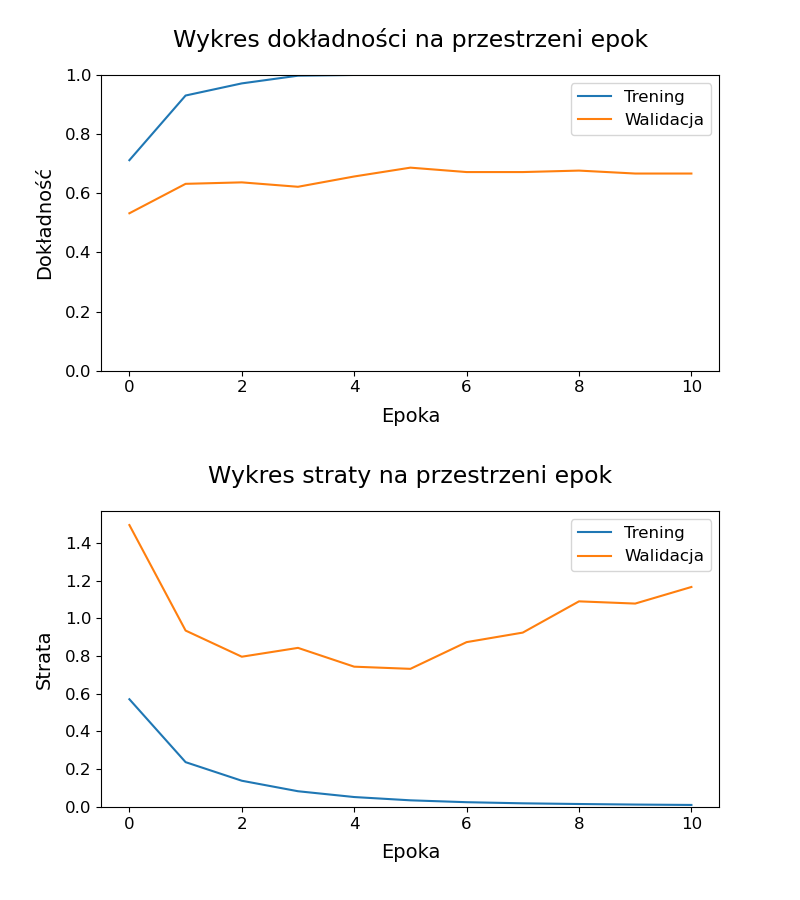 Wykres dokładności na przestrzeni epok
1.0
0.8
0.6
0.4
0.2
0.0
Dokładność
Trening
Walidacja
0 2 4 6 8 10
Epoka
Wykres straty na przestrzeni epok
1.4
1.2
1.0
0.8
0.6
0.4
0.2
0.0
Strata
Trening
Walidacja
0 2 4 6 8 10
Epoka